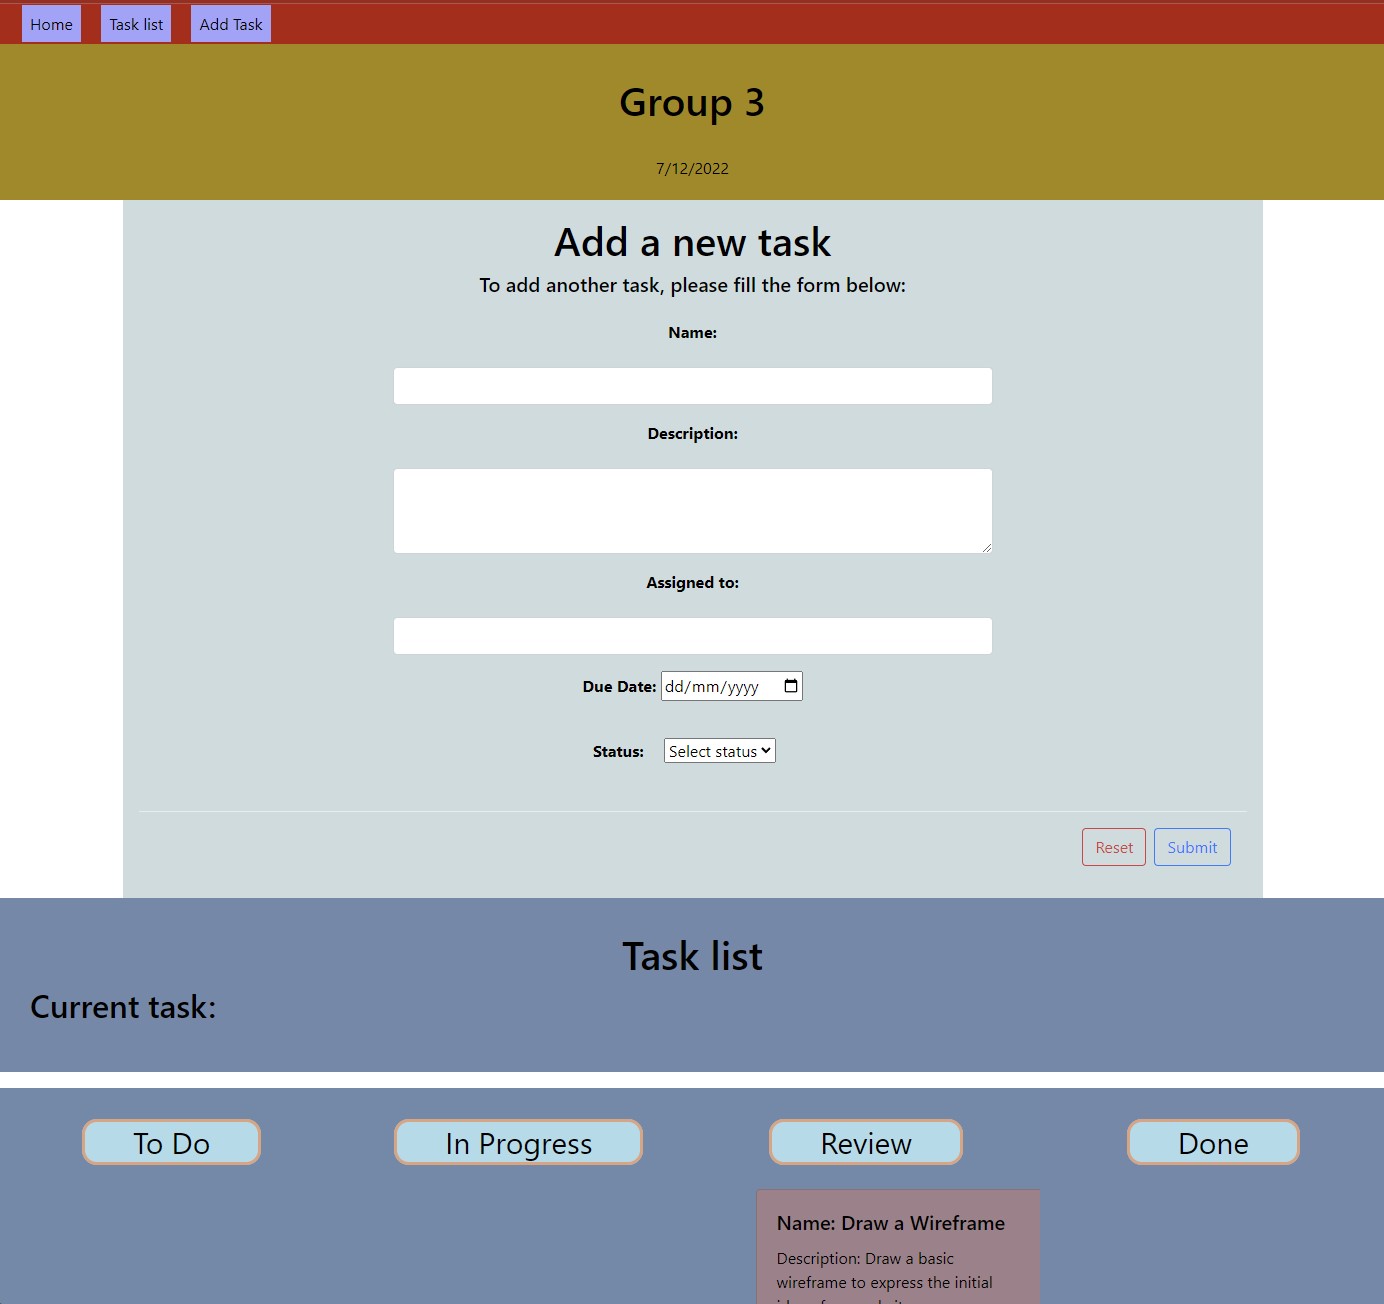 Home Task list Add Task
Group 3
7/12/2022
Add a new task
To add another task, please fill the form below:
Name:
Description:
Assigned to:
Due Date: dd/mm/yyyy
Status: Select status
Reset Submit
Task list
Current task:
To Do In Progress Review Done
Name: Draw a Wireframe
Description: Draw a basic
wireframe to express the initial